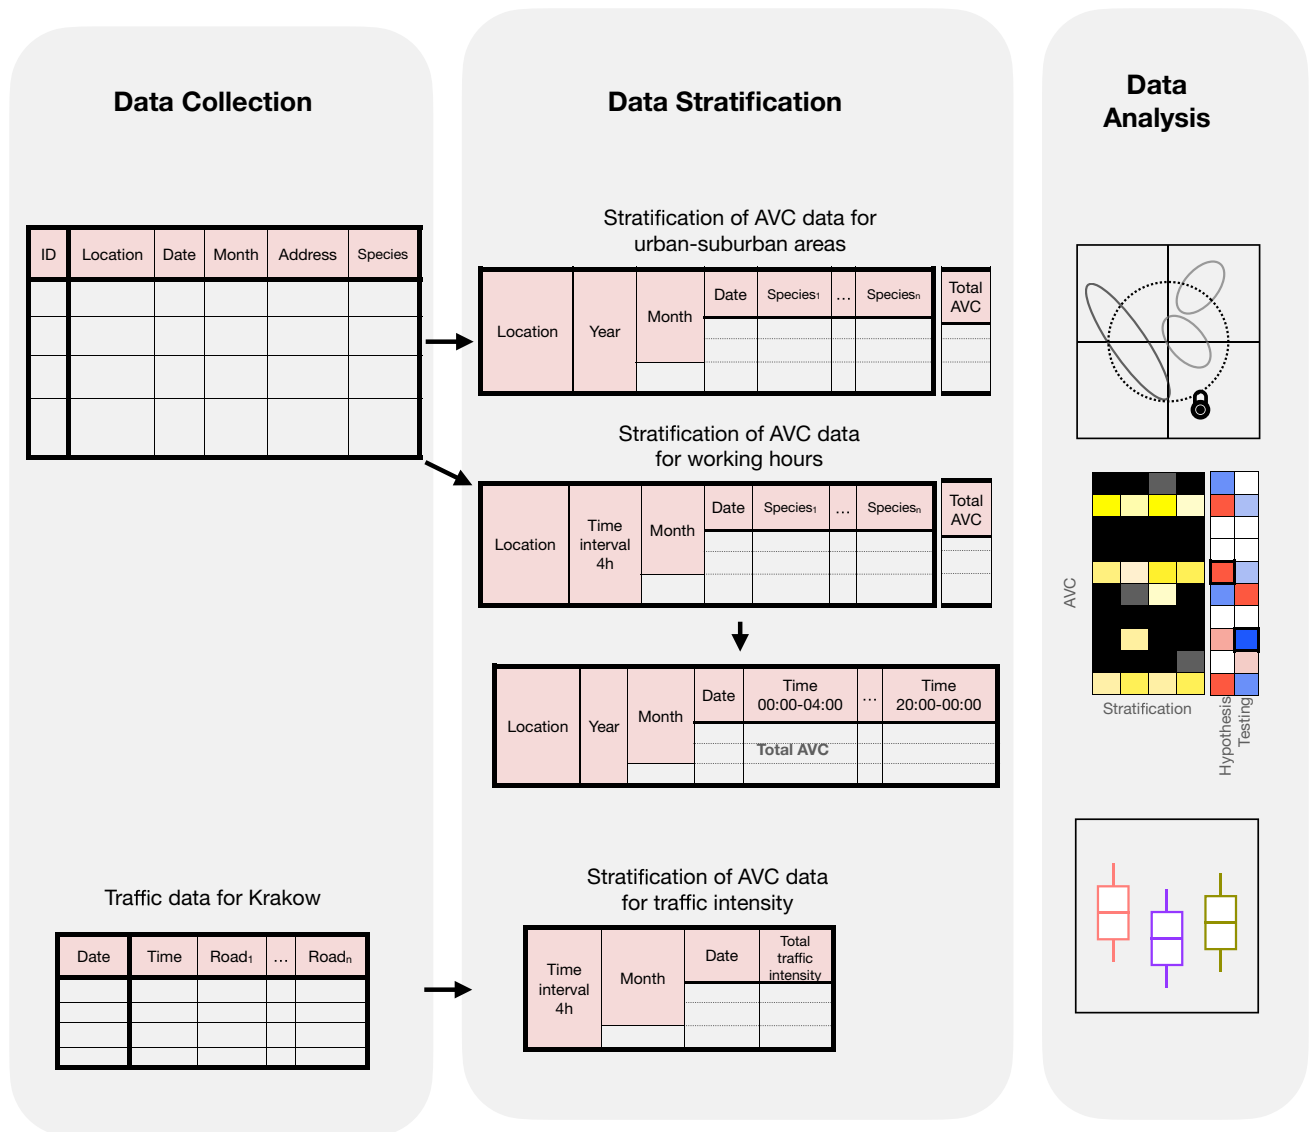 Data Collection
ID Location Date Month Address Species
Traffic data for Krakow
Date Time Road₁ ... Roadₙ
Data Stratification
Stratification of AVC data for
urban-suburban areas
Location Year Month Date Species₁ ... Speciesₙ Total
AVC
Stratification of AVC data
for working hours
Location Time
interval
4h Month Date Species₁ ... Speciesₙ Total
AVC
Location Year Month Date Time
00:00-04:00 ... Time
20:00-00:00
Total AVC
Stratification of AVC data
for traffic intensity
Time
interval
4h Month Date Total
traffic
intensity
Data
Analysis
AVC
Stratification
Hypothesis
Testing